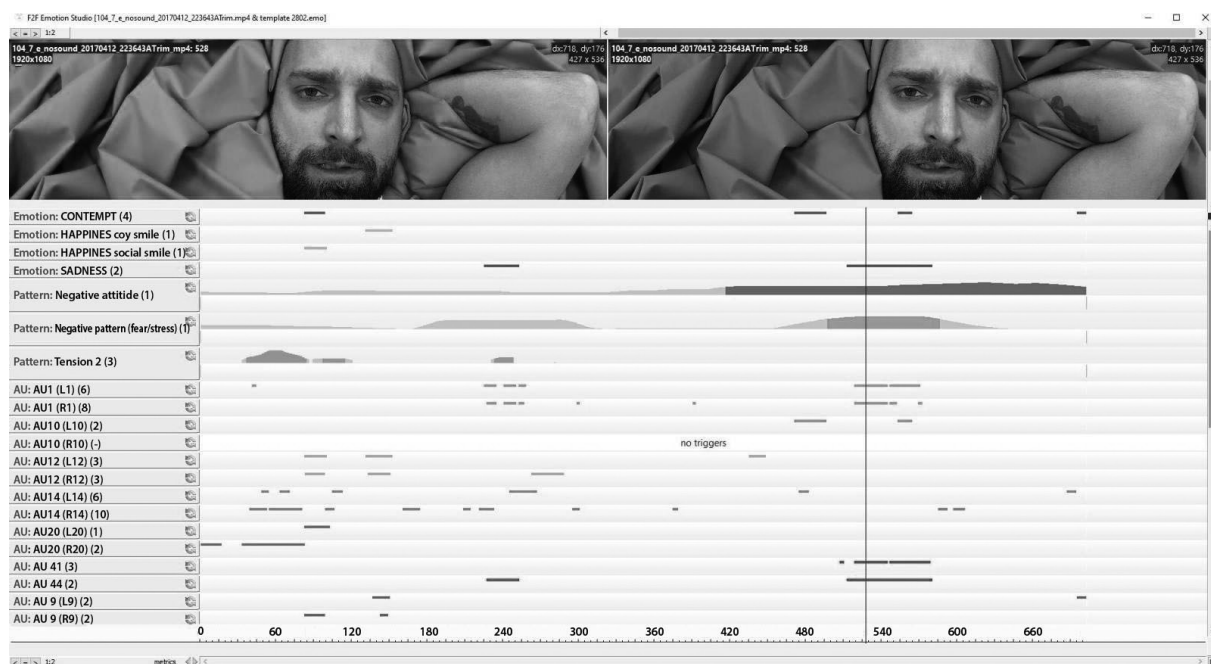 F2F Emotion Studio [104_7_e_nosound_20170412_223643ATrim.mp4 & template 2802.emo]
< = > 1:2
104_7_e_nosound_20170412_223643ATrim_mp4: 528
1920x1080
dx:718, dy:176
427 x 536
104_7_e_nosound_20170412_223643ATrim_mp4: 528
1920x1080
dx:718, dy:176
427 x 536
Emotion: CONTEMPT (4)
Emotion: HAPPINES coy smile (1)
Emotion: HAPPINES social smile (1)
Emotion: SADNESS (2)
Pattern: Negative attitide (1)
Pattern: Negative pattern (fear/stress) (1)
Pattern: Tension 2 (3)
AU: AU1 (L1) (6)
AU: AU1 (R1) (8)
AU: AU10 (L10) (2)
AU: AU10 (R10) (-)
no triggers
AU: AU12 (L12) (3)
AU: AU12 (R12) (3)
AU: AU14 (L14) (6)
AU: AU14 (R14) (10)
AU: AU20 (L20) (1)
AU: AU20 (R20) (2)
AU: AU 41 (3)
AU: AU 44 (2)
AU: AU 9 (L9) (2)
AU: AU 9 (R9) (2)
0 60 120 180 240 300 360 420 480 540 600 660
< = > 1:2 metrics